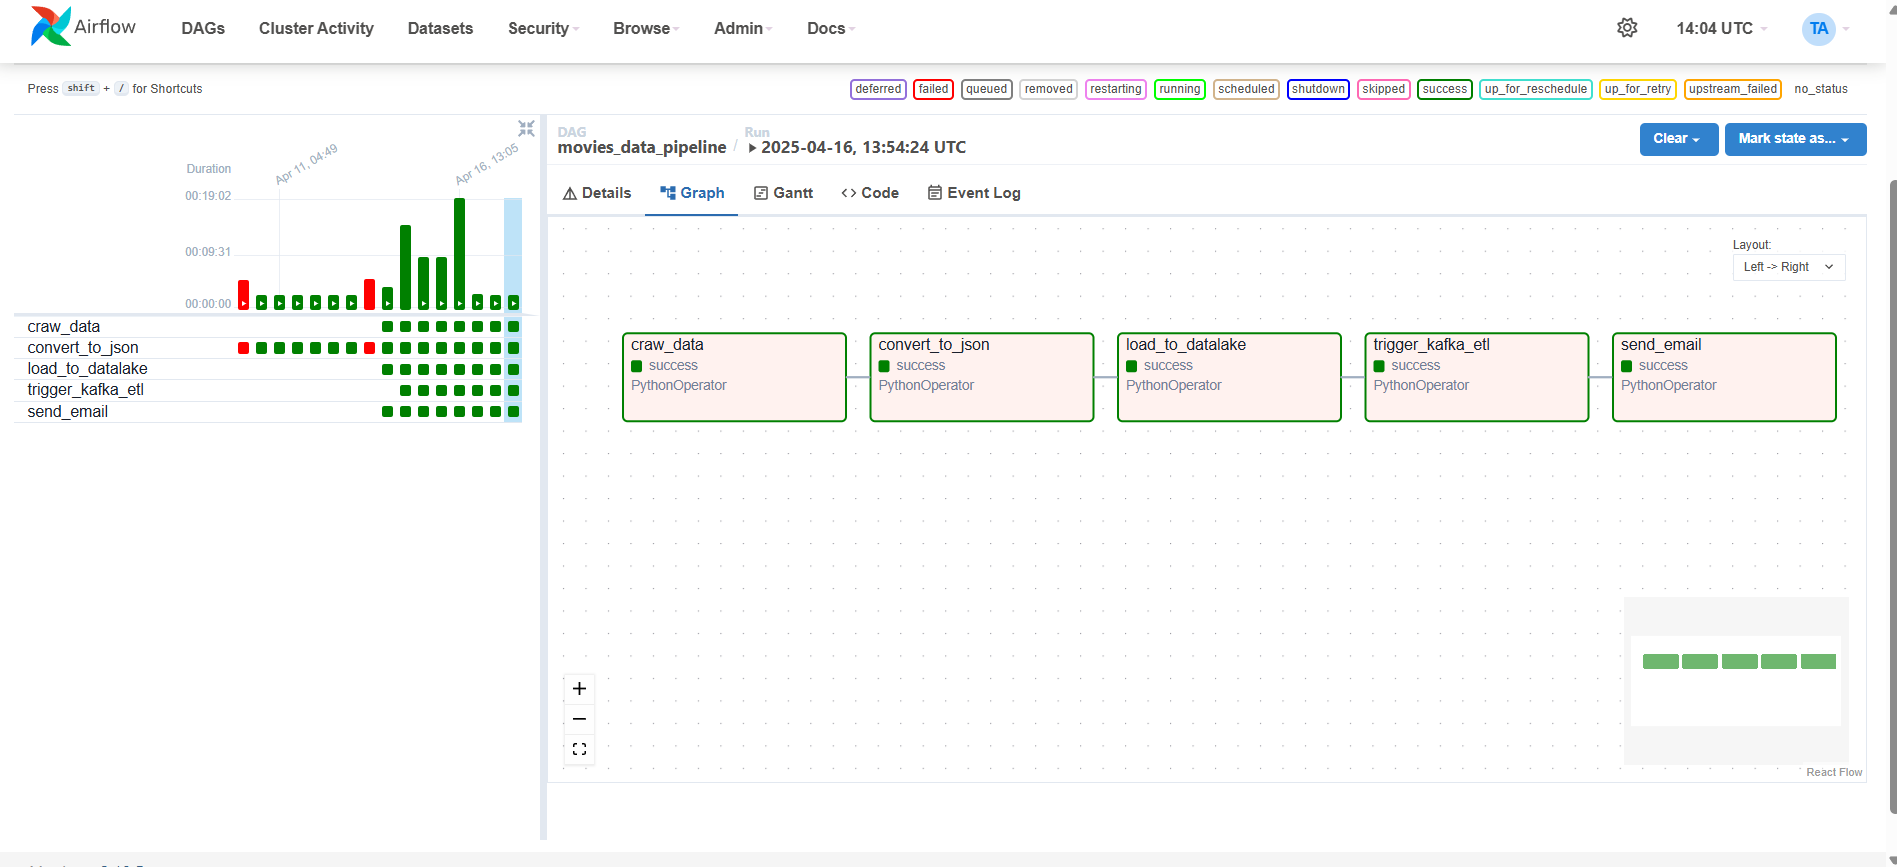 Airflow
DAGs Cluster Activity Datasets Security Browse Admin Docs 14:04 UTC TA
Press shift + / for Shortcuts
deferred failed queued removed restarting running scheduled shutdown skipped success up_for_reschedule up_for_retry upstream_failed no_status
DAG
movies_data_pipeline / Run
2025-04-16, 13:54:24 UTC
Clear
Mark state as...
Details Graph Gantt Code Event Log
Apr 11, 04:49
Apr 16, 13:05
Duration
00:19:02
00:09:31
00:00:00
craw_data
convert_to_json
load_to_datalake
trigger_kafka_etl
send_email
Layout:
Left -> Right
craw_data
success
PythonOperator
convert_to_json
success
PythonOperator
load_to_datalake
success
PythonOperator
trigger_kafka_etl
success
PythonOperator
send_email
success
PythonOperator
React Flow